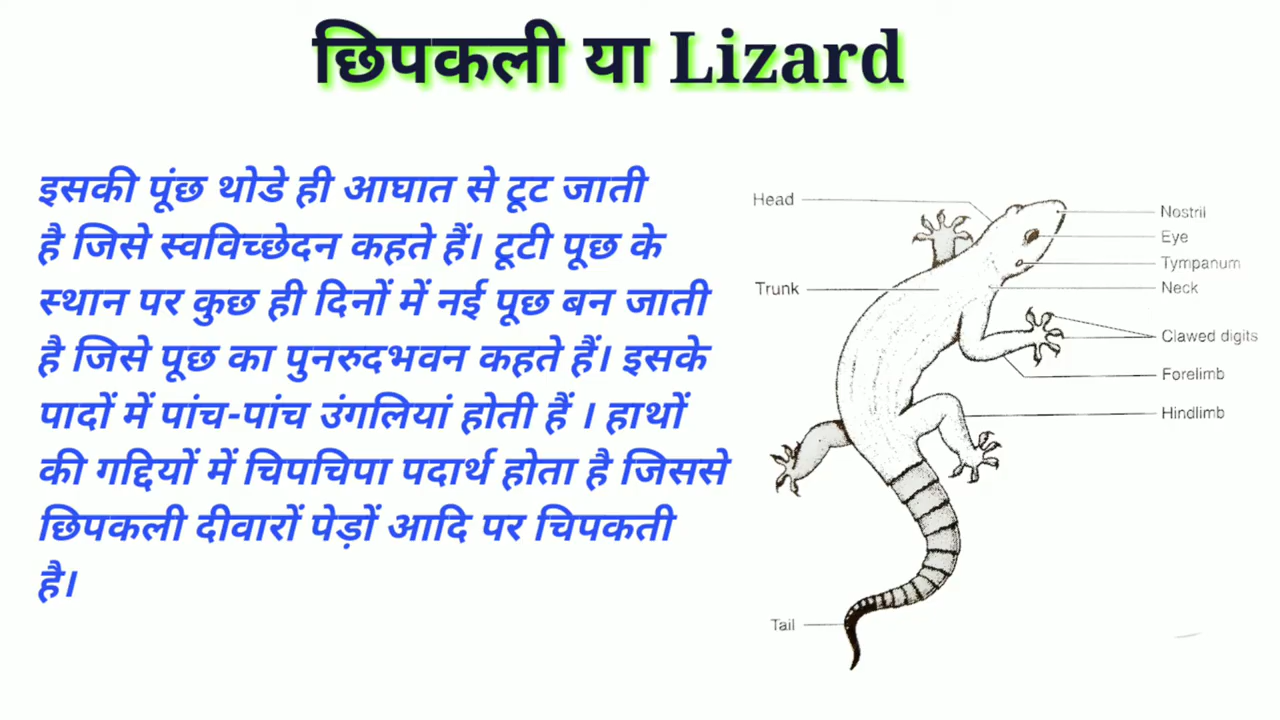 छिपकली या Lizard
इसकी पूंछ थोडे ही आघात से टूट जाती
है जिसे स्वविच्छेदन कहते हैं। टूटी पूछ के
स्थान पर कुछ ही दिनों में नई पूछ बन जाती
है जिसे पूछ का पुनरुदभवन कहते हैं। इसके
पादों में पांच-पांच उंगलियां होती हैं । हाथों
की गद्दियों में चिपचिपा पदार्थ होता है जिससे
छिपकली दीवारों पेड़ों आदि पर चिपकती
है।
Head
Trunk
Tail
Nostril
Eye
Tympanum
Neck
Clawed digits
Forelimb
Hindlimb